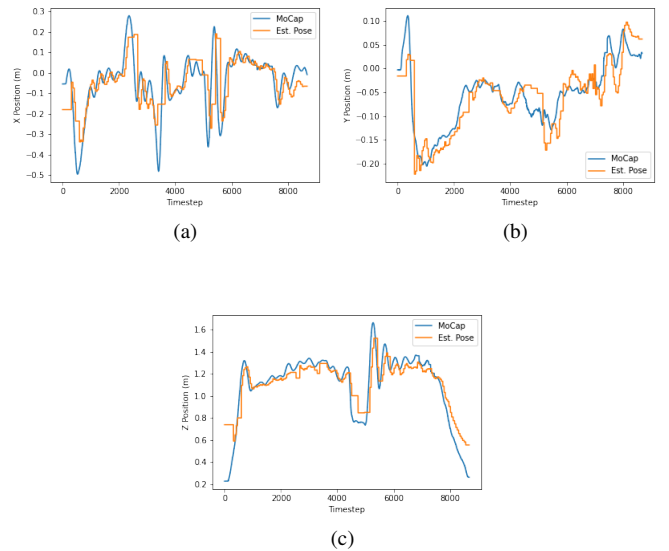 0.3
0.2
0.1
0.0
−0.1
−0.2
−0.3
−0.4
−0.5
X Position (m)
0
2000
4000
6000
8000
Timestep
MoCap
Est. Pose
(a)
0.10
0.05
0.00
−0.05
−0.10
−0.15
−0.20
Y Position (m)
0
2000
4000
6000
8000
Timestep
MoCap
Est. Pose
(b)
1.6
1.4
1.2
1.0
0.8
0.6
0.4
0.2
Z Position (m)
0
2000
4000
6000
8000
Timestep
MoCap
Est. Pose
(c)